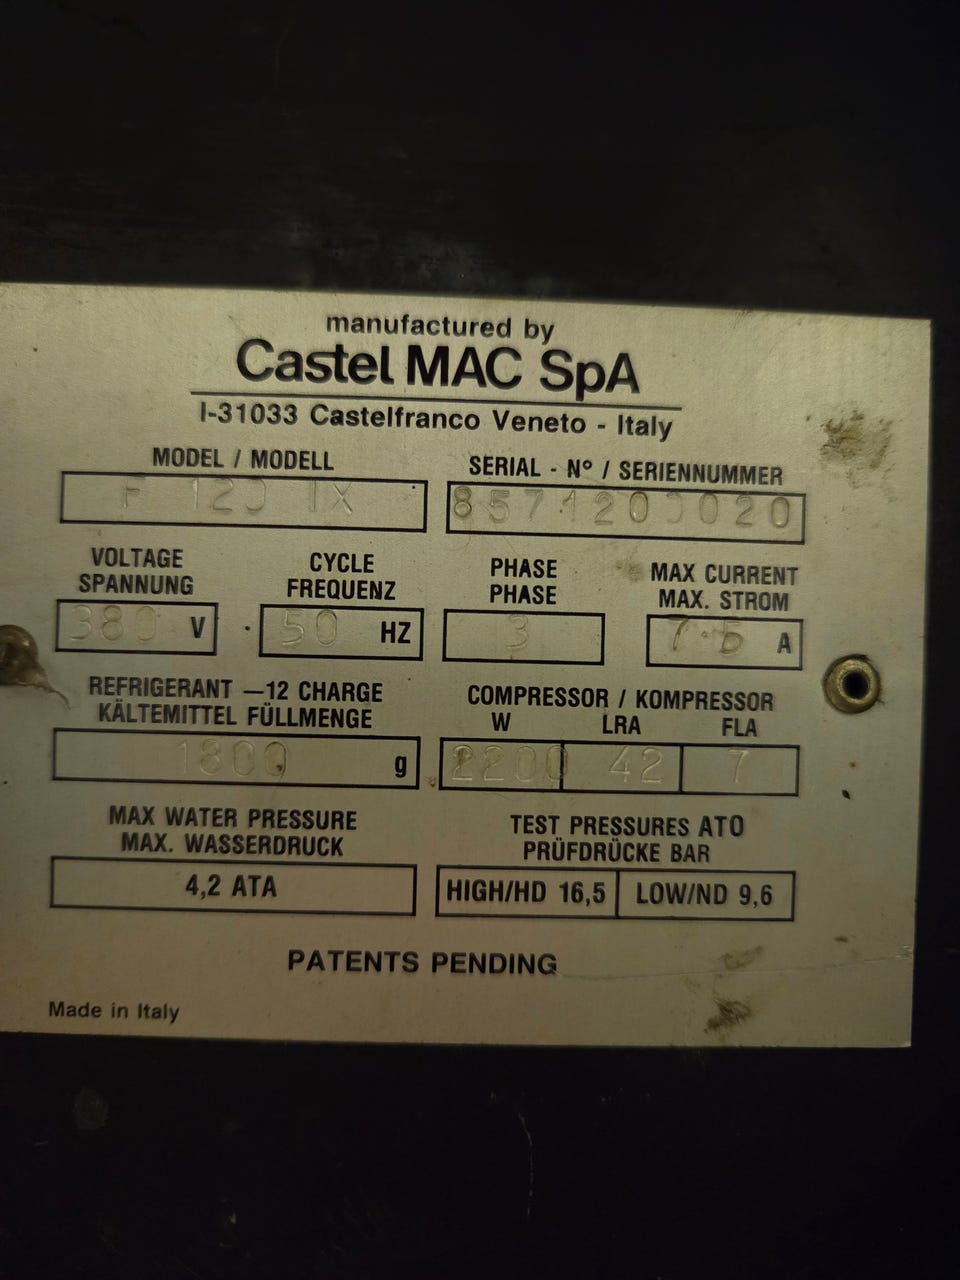 manufactured by
Castel MAC SpA
I-31033 Castelfranco Veneto - Italy
MODEL / MODELL
SERIAL - Nº / SERIENNUMMER
F 120 IX
8571200020
VOLTAGE
SPANNUNG
CYCLE
FREQUENZ
PHASE
PHASE
MAX CURRENT
MAX. STROM
380 V
50 HZ
3
7.5 A
REFRIGERANT —12 CHARGE
KÄLTEMITTEL FÜLLMENGE
COMPRESSOR / KOMPRESSOR
W LRA FLA
1800 g
2200 42 7
MAX WATER PRESSURE
MAX. WASSERDRUCK
TEST PRESSURES ATO
PRÜFDRÜCKE BAR
4,2 ATA
HIGH/HD 16,5 LOW/ND 9,6
PATENTS PENDING
Made in Italy